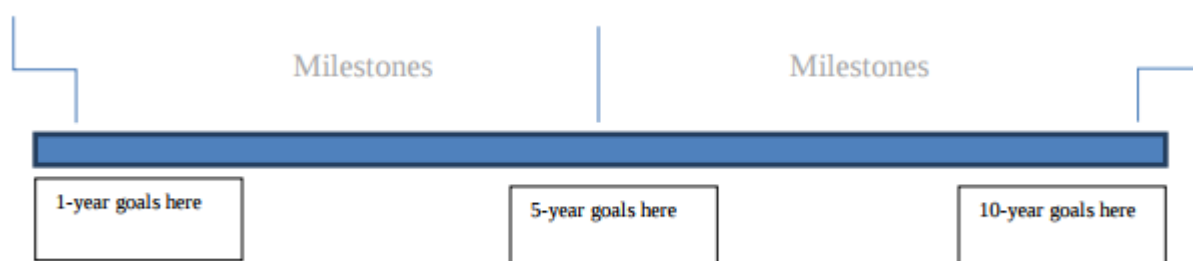 Milestones
Milestones
1-year goals here
5-year goals here
10-year goals here